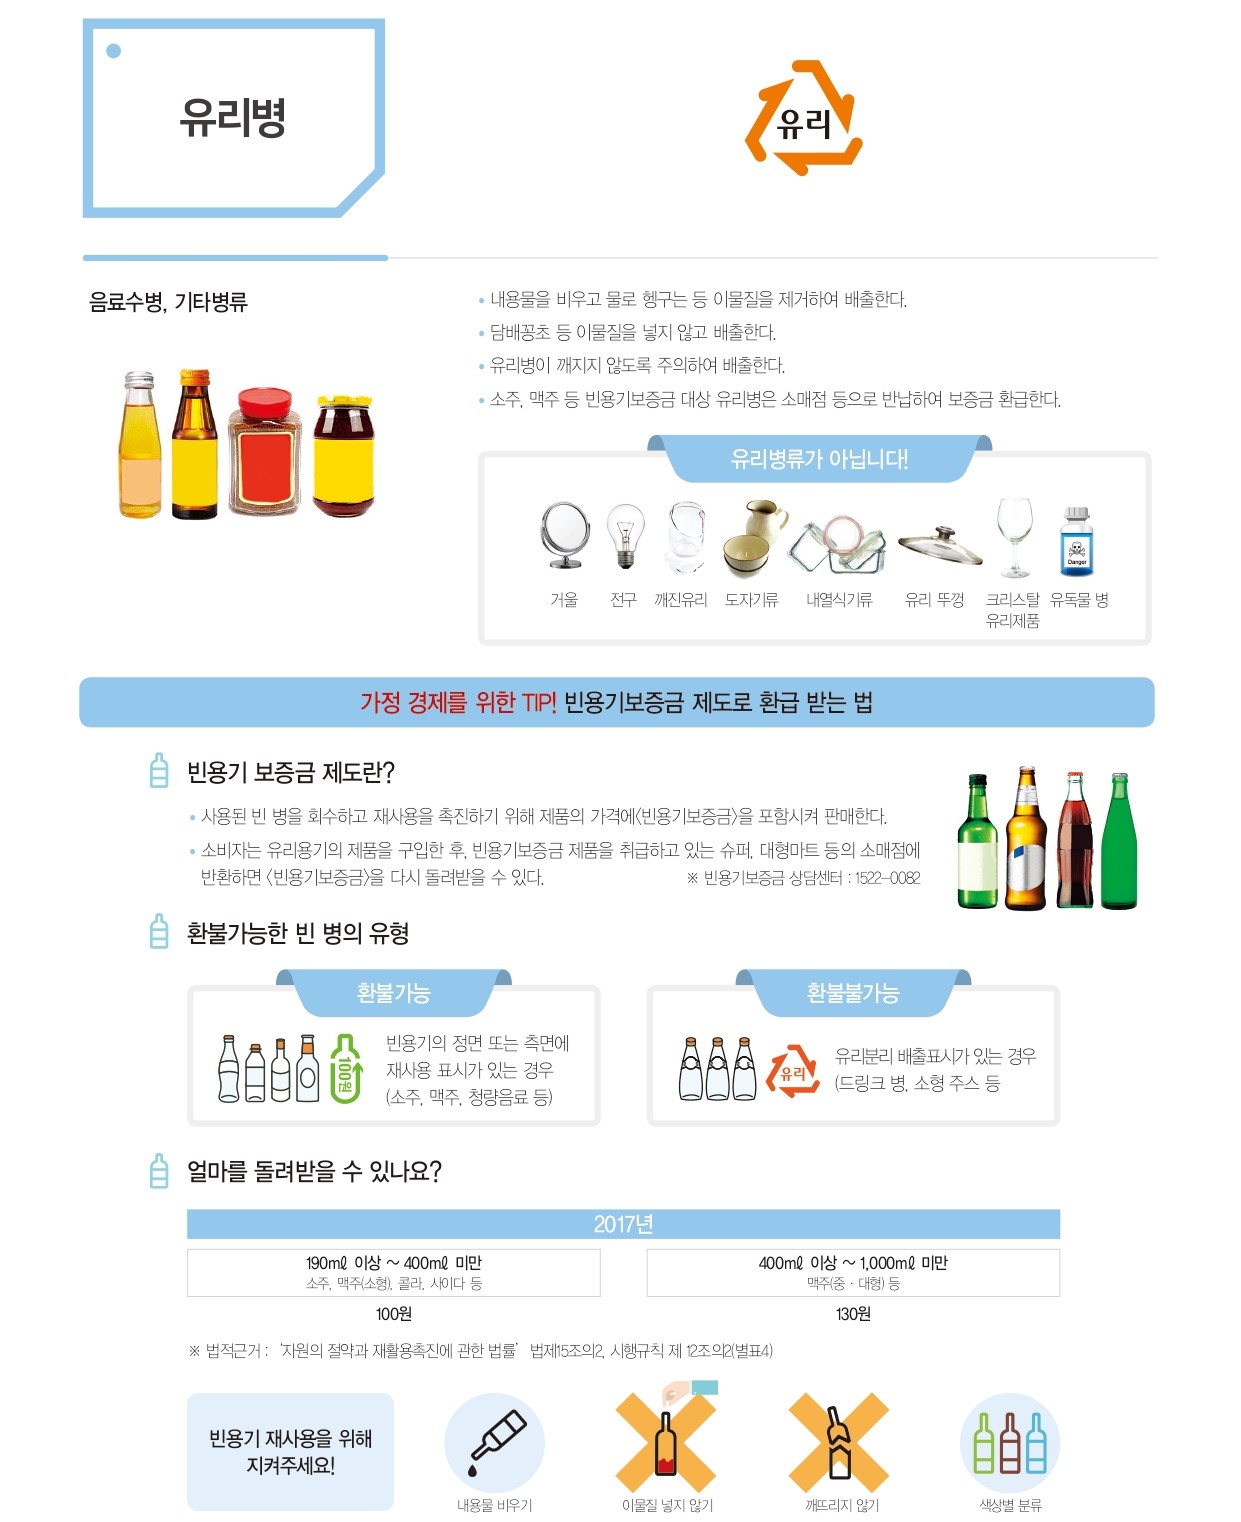 유리병
유리
음료수병, 기타병류
• 내용물을 비우고 물로 헹구는 등 이물질을 제거하여 배출한다.
• 담배꽁초 등 이물질을 넣지 않고 배출한다.
• 유리병이 깨지지 않도록 주의하여 배출한다.
• 소주, 맥주 등 빈용기보증금 대상 유리병은 소매점 등으로 반납하여 보증금 환급한다.
유리병류가 아닙니다!
Danger
거울 전구 깨진유리 도자기류 내열식기류 유리 뚜껑 크리스탈 유독물 병
유리제품
가정 경제를 위한 TIP! 빈용기보증금 제도로 환급 받는 법
빈용기 보증금 제도란?
• 사용된 빈 병을 회수하고 재사용을 촉진하기 위해 제품의 가격에<빈용기보증금>을 포함시켜 판매한다.
• 소비자는 유리용기의 제품을 구입한 후, 빈용기보증금 제품을 취급하고 있는 슈퍼, 대형마트 등의 소매점에
반환하면 <빈용기보증금>을 다시 돌려받을 수 있다. ※ 빈용기보증금 상담센터 : 1522-0082
환불가능한 빈 병의 유형
환불가능
100원
빈용기의 정면 또는 측면에
재사용 표시가 있는 경우
(소주, 맥주, 청량음료 등)
환불불가능
유리
유리분리 배출표시가 있는 경우
(드링크 병, 소형 주스 등
얼마를 돌려받을 수 있나요?
2017년
190㎖ 이상 ~ 400㎖ 미만
소주, 맥주(소형), 콜라, 사이다 등
100원
400㎖ 이상 ~ 1,000㎖ 미만
맥주(중 · 대형) 등
130원
※ 법적근거 : ‘자원의 절약과 재활용촉진에 관한 법률’ 법제15조의2, 시행규칙 제 12조의2(별표4)
빈용기 재사용을 위해
지켜주세요!
내용물 비우기
이물질 넣지 않기
깨뜨리지 않기
색상별 분류